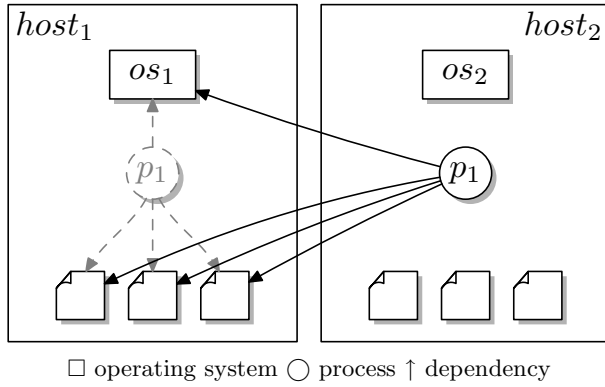 host₁ host₂
os₁ os₂
p₁ p₁
□ operating system ○ process ↑ dependency